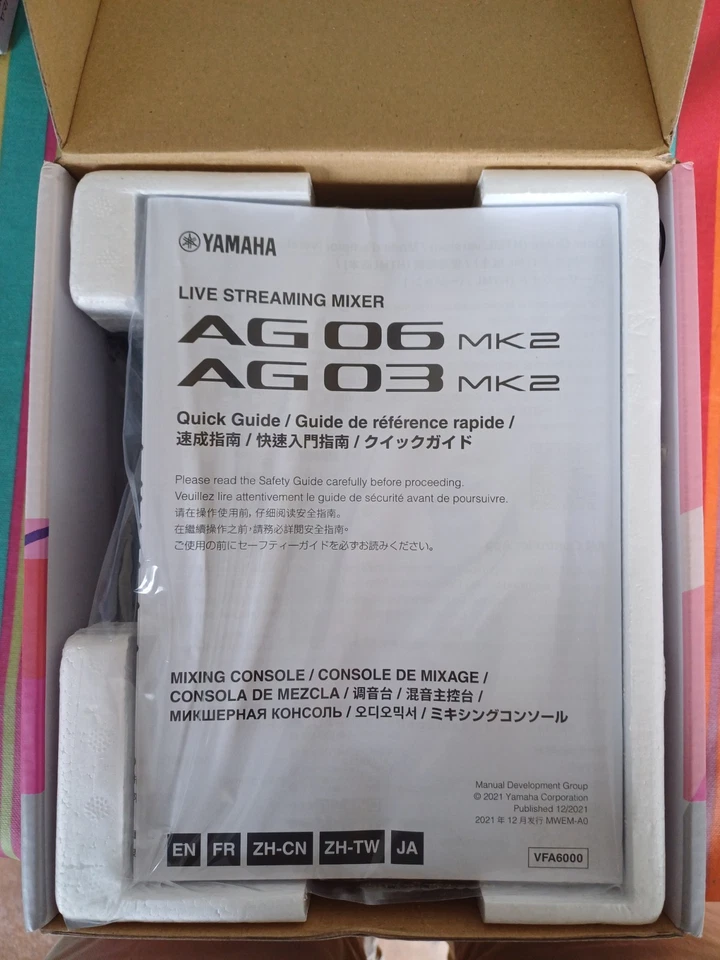 YAMAHA
LIVE STREAMING MIXER
AG06 MK2
AG03 MK2
Quick Guide / Guide de référence rapide /
速成指南 / 快速入門指南 / クイックガイド
Please read the Safety Guide carefully before proceeding.
Veuillez lire attentivement le guide de sécurité avant de poursuivre.
请在操作使用前，仔细阅读安全指南。
在繼續操作之前，請務必詳閱安全指南。
ご使用の前にセーフティーガイドを必ずお読みください。
MIXING CONSOLE / CONSOLE DE MIXAGE /
CONSOLA DE MEZCLA / 调音台 / 混音主控台 /
МИКШЕРНАЯ КОНСОЛЬ / 오디오믹서 / ミキシングコンソール
Manual Development Group
© 2021 Yamaha Corporation
Published 12/2021
2021 年 12 月发行 MWEM-A0
EN FR ZH-CN ZH-TW JA
VFA6000